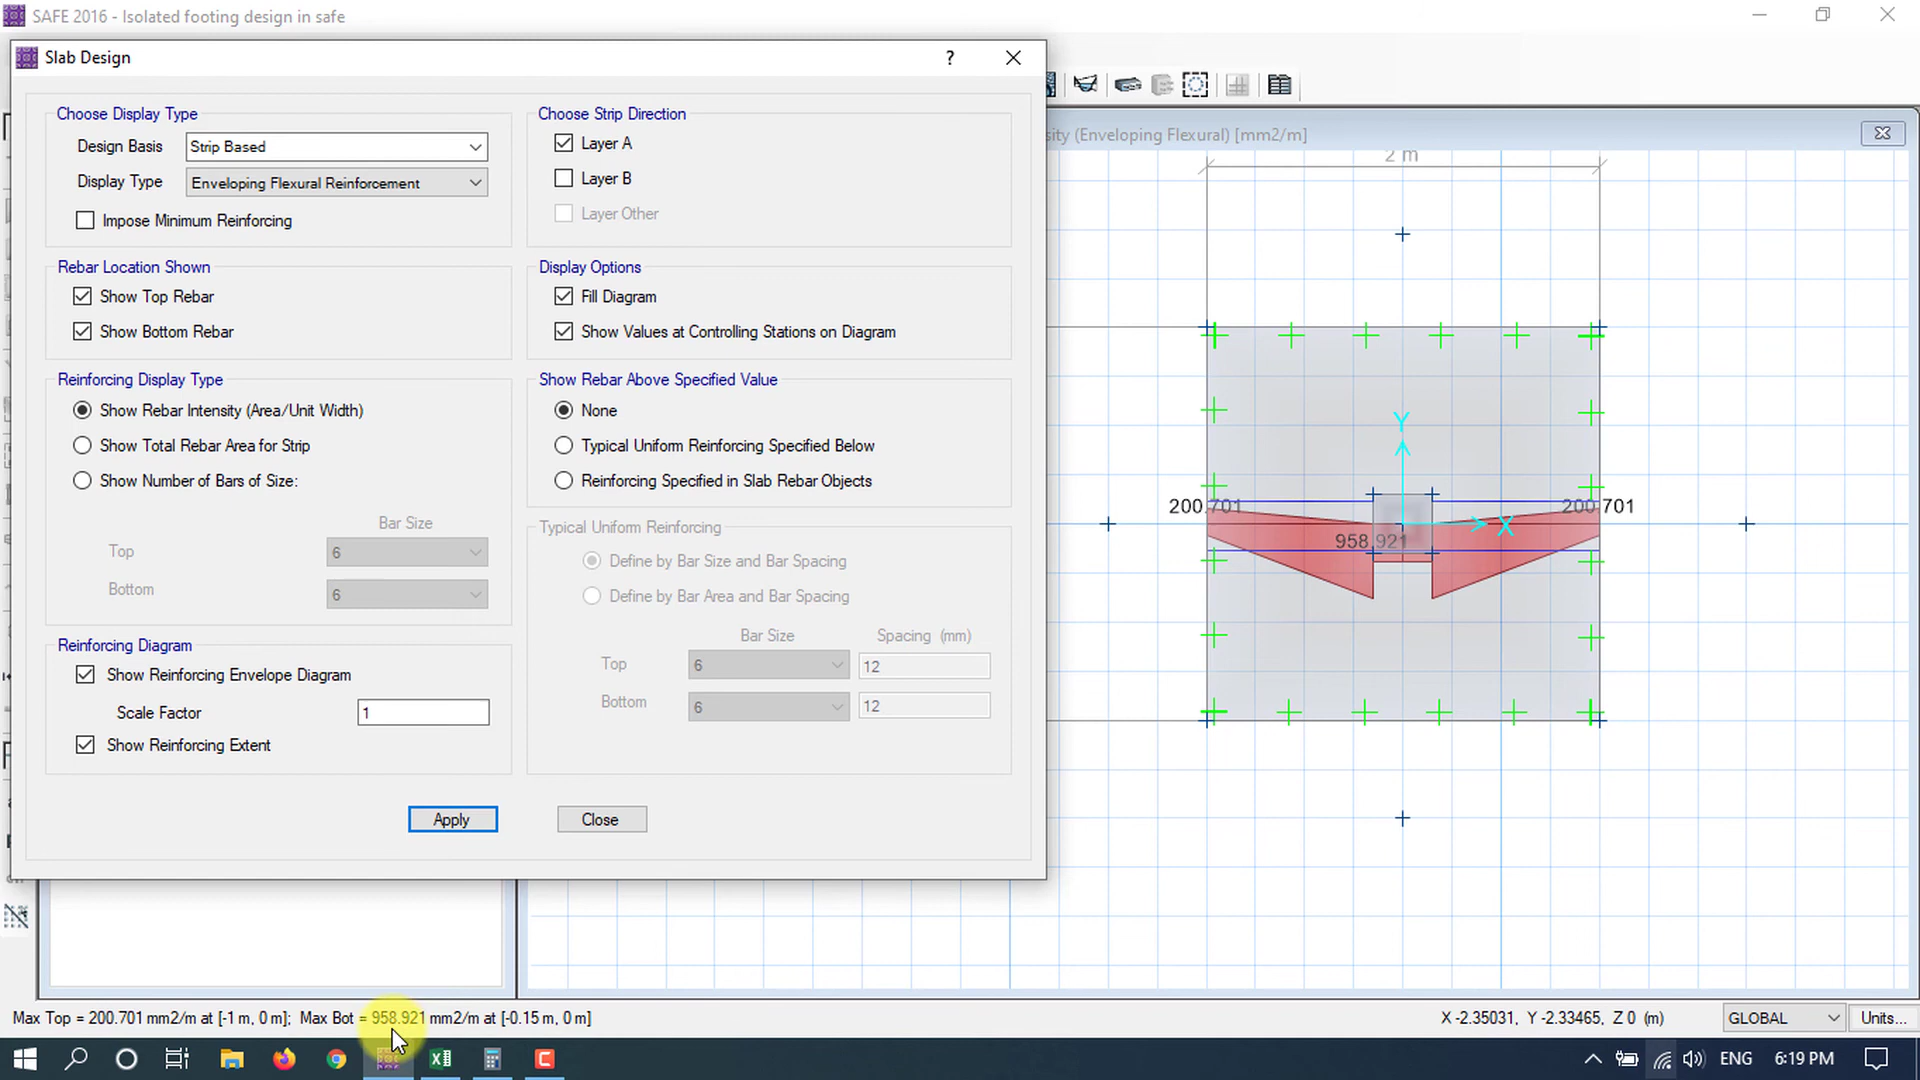 SAFE 2016 - Isolated footing design in safe
Slab Design
?
Choose Display Type
Design Basis
Strip Based
Display Type
Enveloping Flexural Reinforcement
Impose Minimum Reinforcing
Choose Strip Direction
Layer A
Layer B
Layer Other
Rebar Location Shown
Show Top Rebar
Show Bottom Rebar
Display Options
Fill Diagram
Show Values at Controlling Stations on Diagram
Reinforcing Display Type
Show Rebar Intensity (Area/Unit Width)
Show Total Rebar Area for Strip
Show Number of Bars of Size:
Bar Size
Top
6
Bottom
6
Show Rebar Above Specified Value
None
Typical Uniform Reinforcing Specified Below
Reinforcing Specified in Slab Rebar Objects
Typical Uniform Reinforcing
Define by Bar Size and Bar Spacing
Define by Bar Area and Bar Spacing
Bar Size
Spacing (mm)
Top
6
12
Bottom
6
12
Reinforcing Diagram
Show Reinforcing Envelope Diagram
Scale Factor
1
Show Reinforcing Extent
Apply
Close
(Enveloping Flexural) [mm2/m]
2 m
Y
X
200.701
200.701
958.921
Max Top = 200.701 mm2/m at [-1 m, 0 m]; Max Bot = 958.921 mm2/m at [-0.15 m, 0 m]
X -2.35031, Y -2.33465, Z 0 (m)
GLOBAL
Units...
ENG
6:19 PM